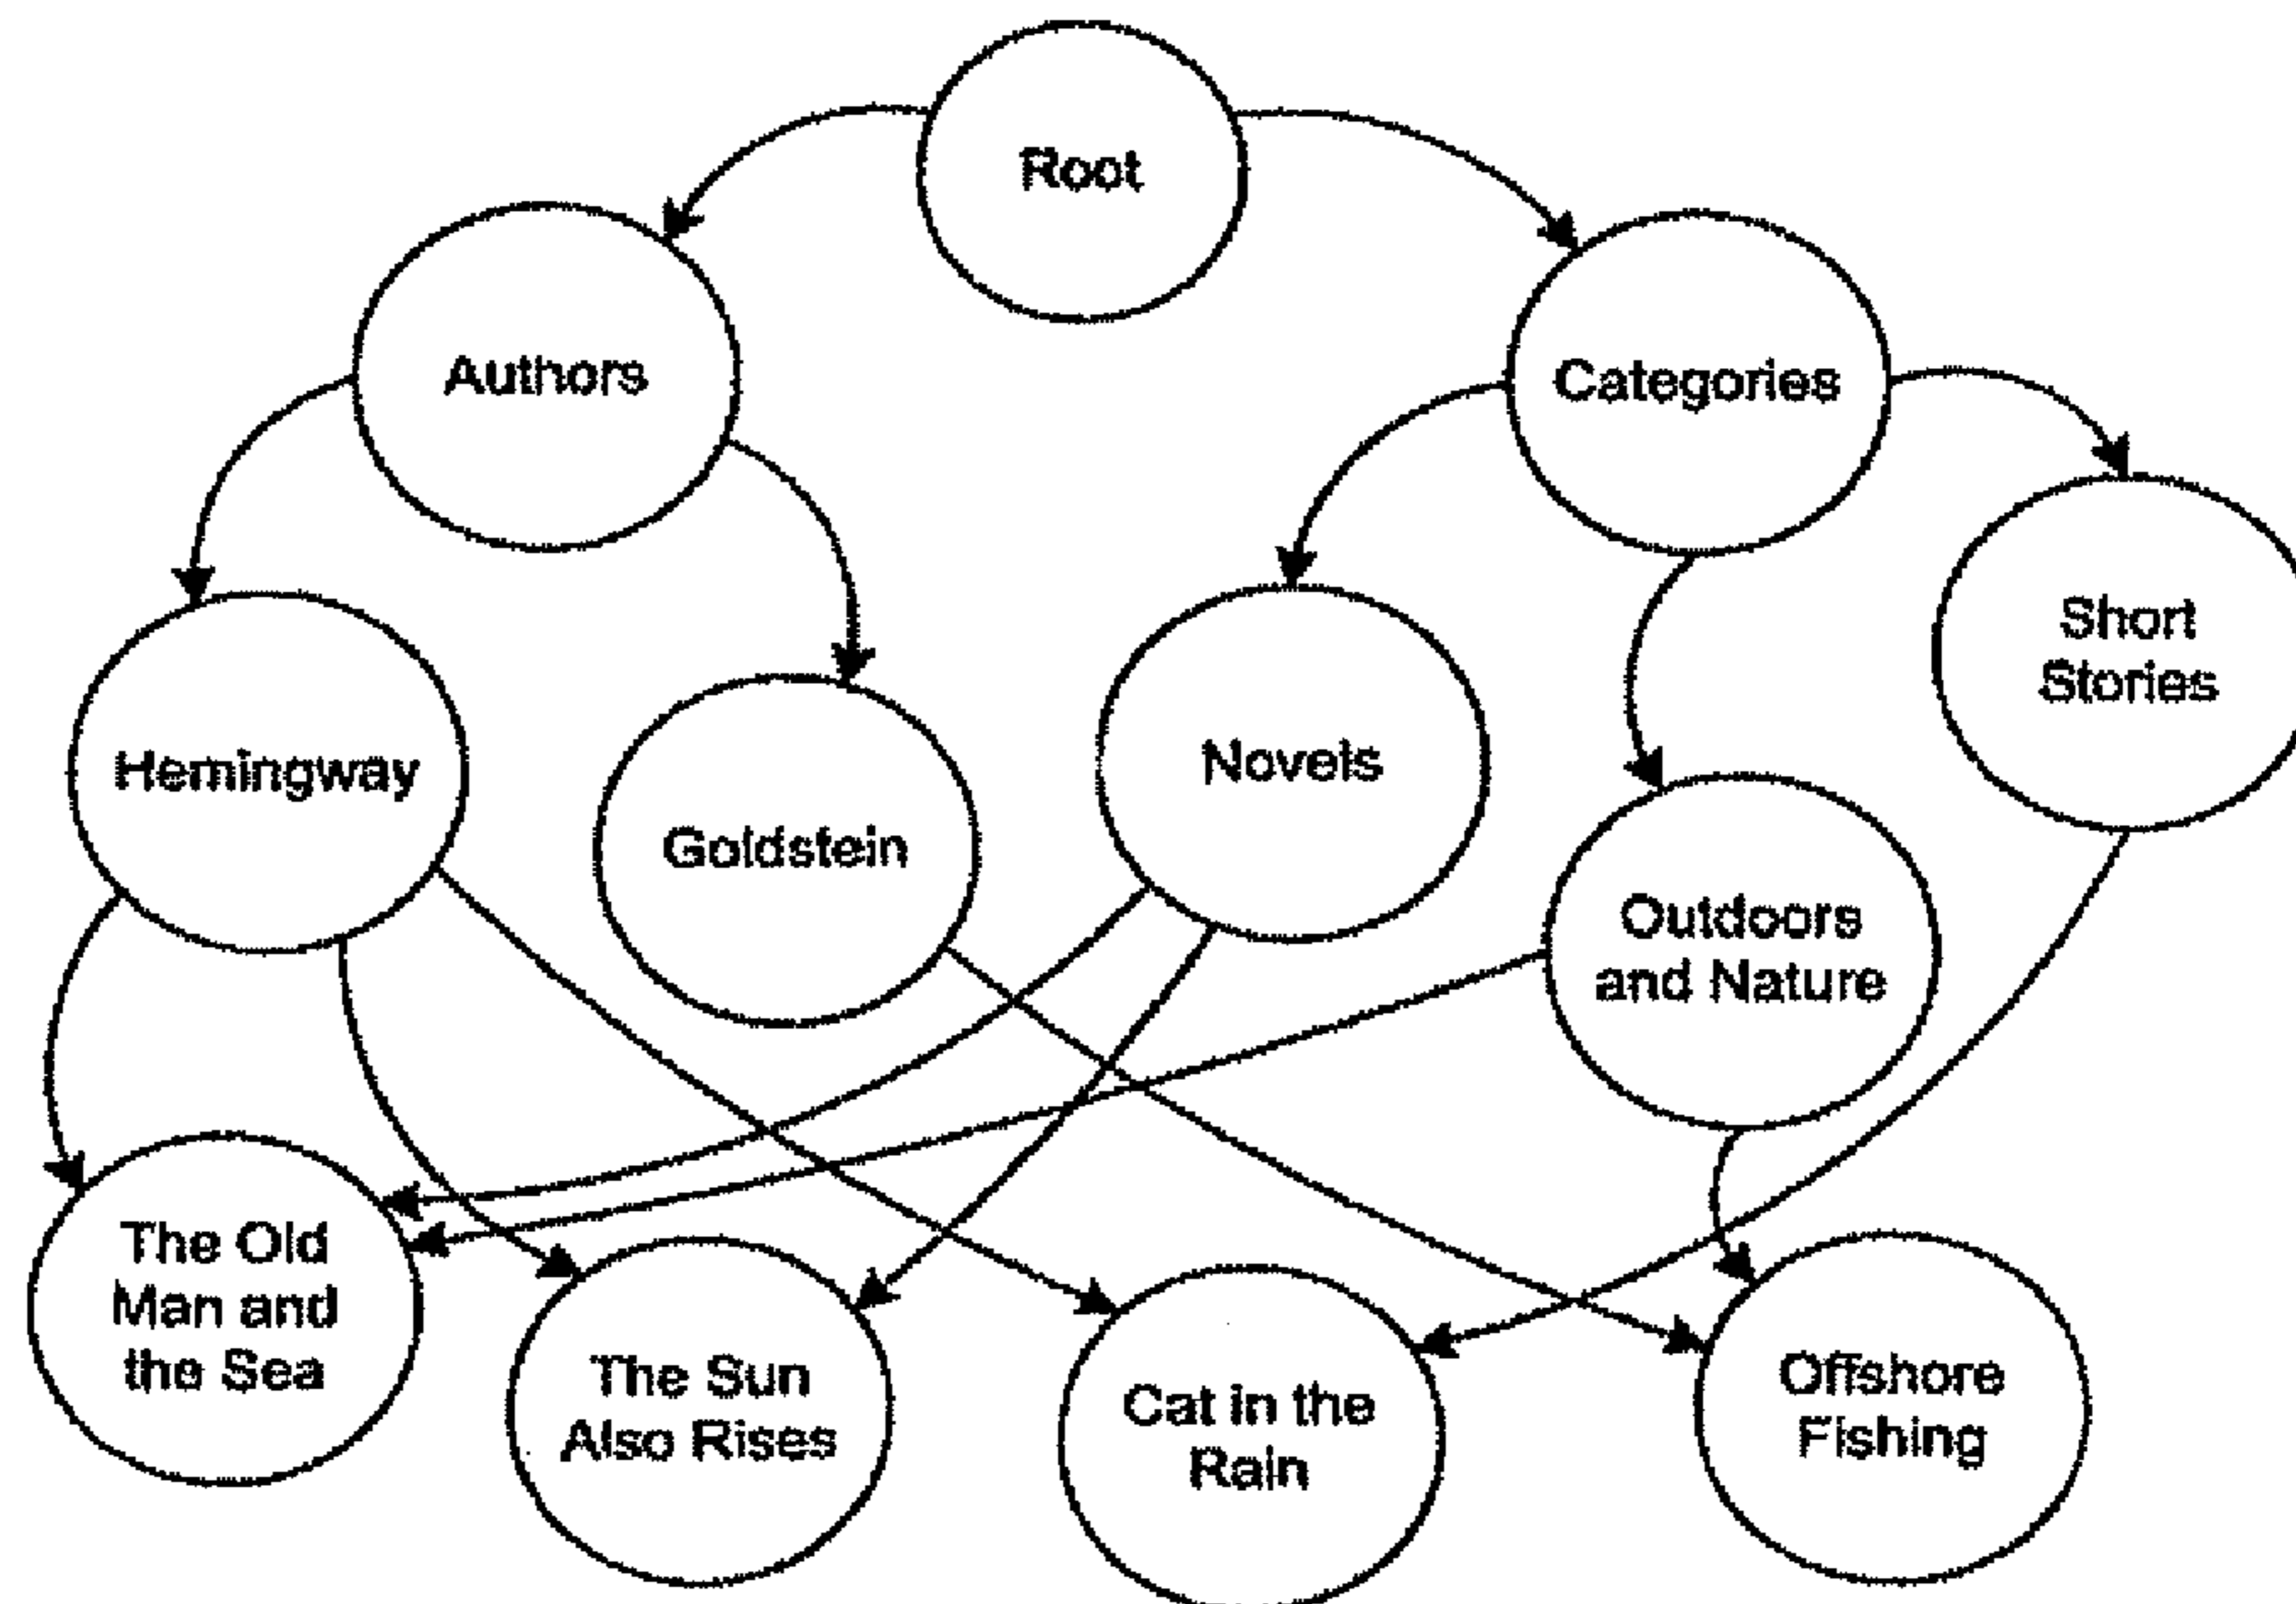 Root
Authors
Categories
Short
Stories
Hemingway
Goldstein
Novels
Outdoors
and Nature
The Old
Man and
the Sea
The Sun
Also Rises
Cat in the
Rain
Offshore
Fishing